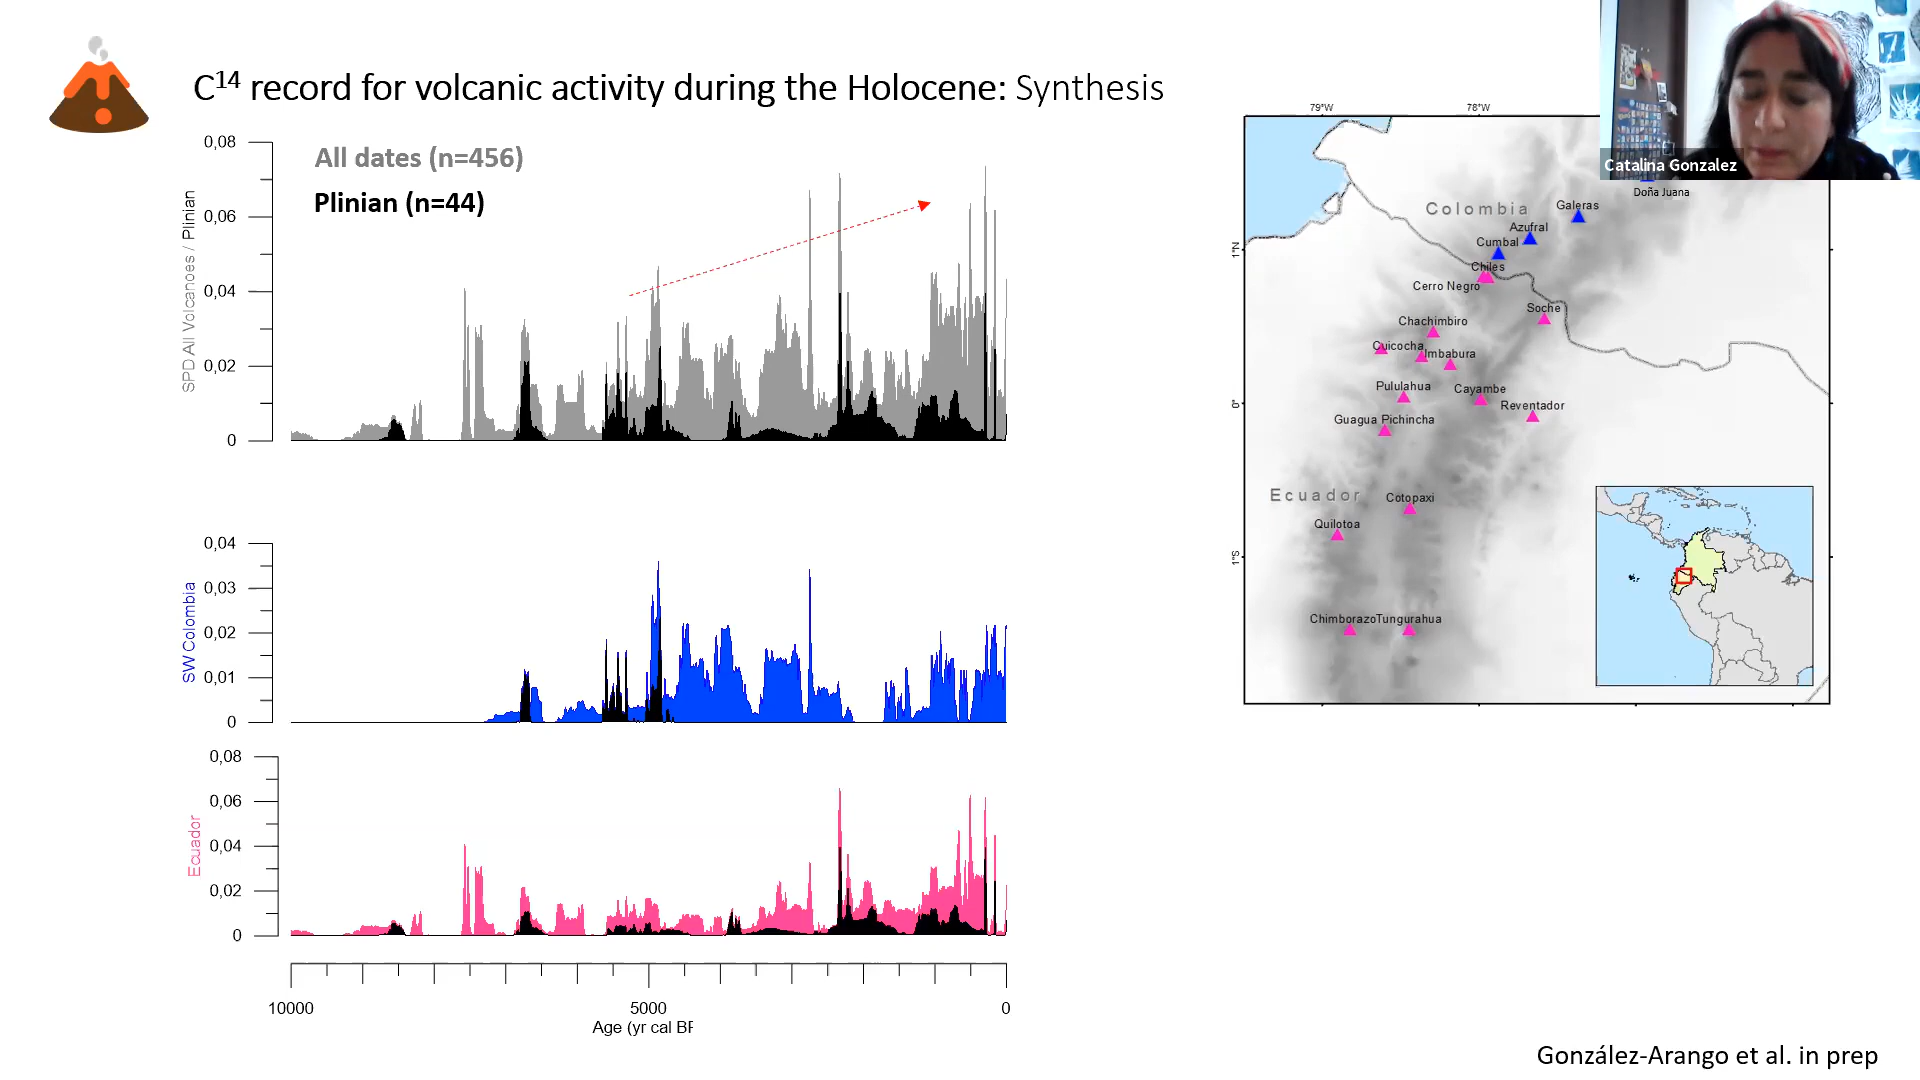 C14 record for volcanic activity during the Holocene: Synthesis
All dates (n=456)
Plinian (n=44)
SPD All Volcanoes / Plinian
0,08
0,06
0,04
0,02
0
SW Colombia
0,04
0,03
0,02
0,01
0
Ecuador
0,08
0,06
0,04
0,02
0
10000
5000
0
Age (yr cal BP
79°W
78°W
1°N
0°
1°S
Catalina Gonzalez
Doña Juana
Colombia
Galeras
Azufral
Cumbal
Chiles
Cerro Negro
Soche
Chachimbiro
Cuicocha
Imbabura
Pululahua
Cayambe
Reventador
Guagua Pichincha
Ecuador
Cotopaxi
Quilotoa
Chimborazo
Tungurahua
González-Arango et al. in prep